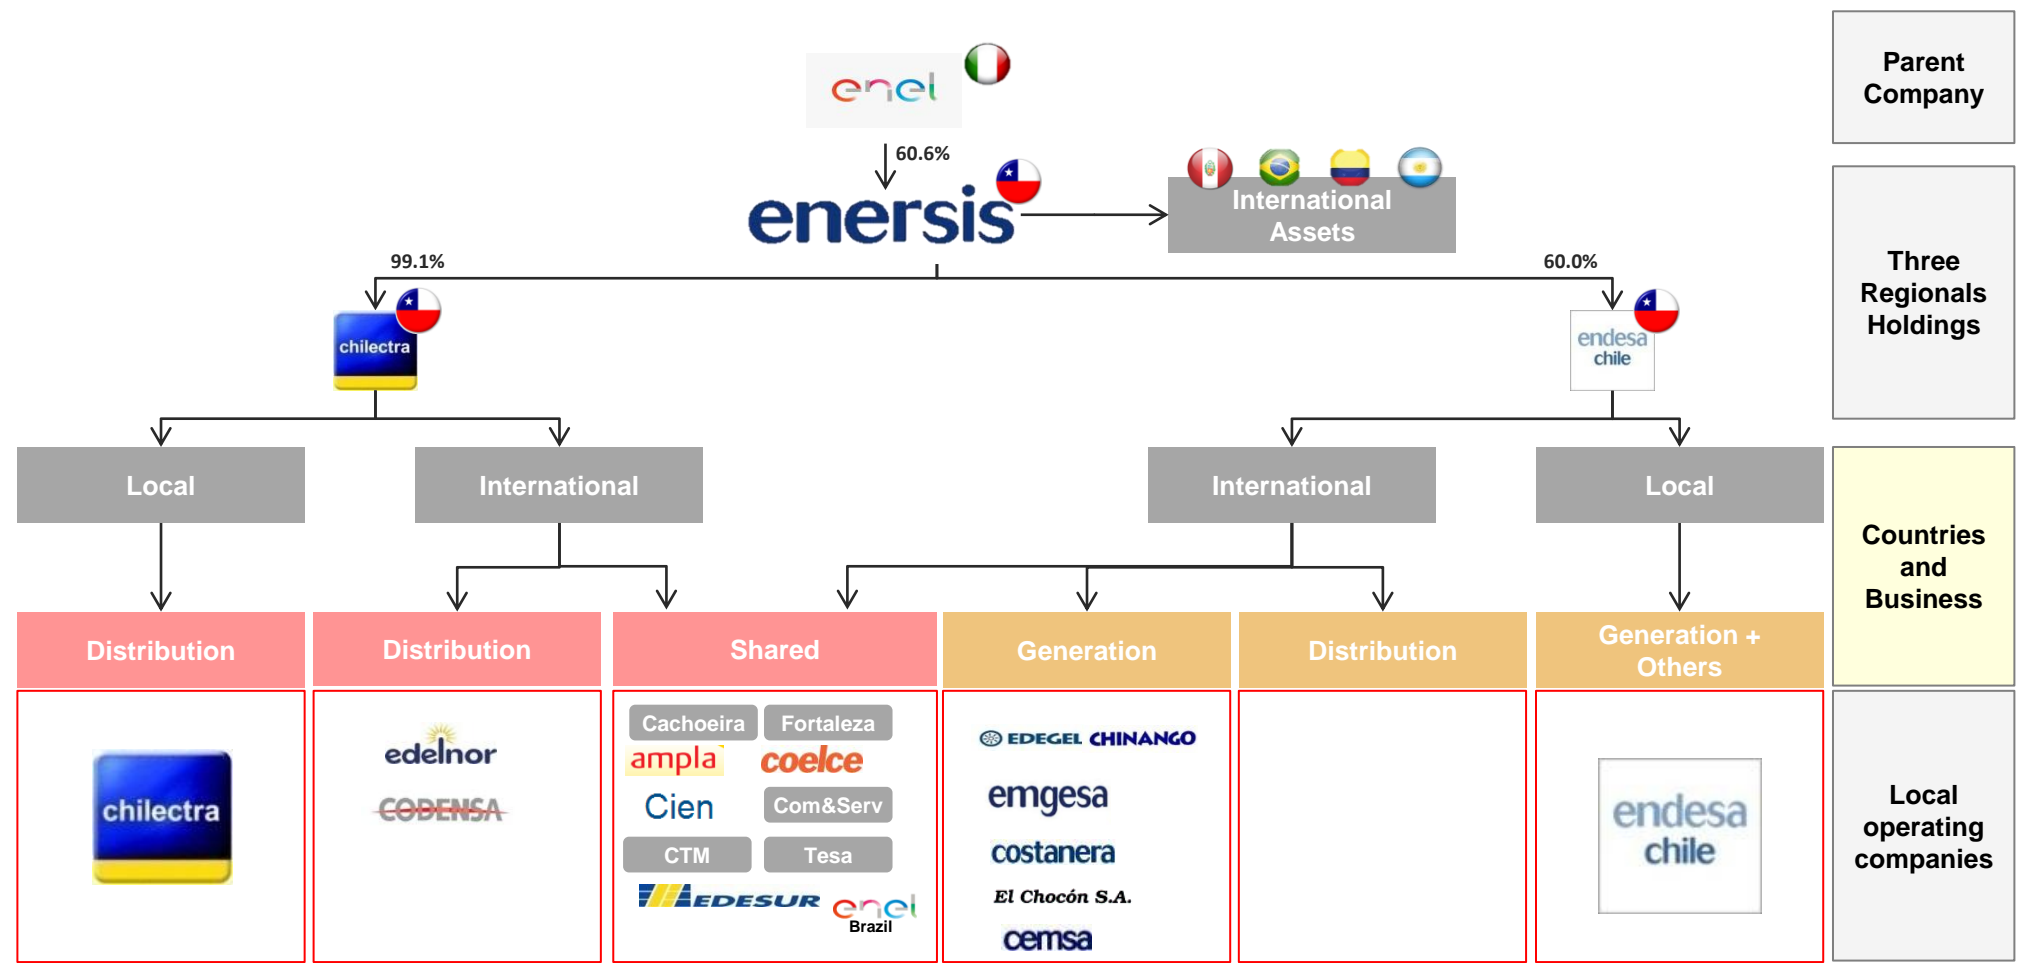 Parent
Company
enel
60.6%
enersis
International
Assets
99.1%
60.0%
Three
Regionals
Holdings
chilectra
endesa
chile
Local
International
International
Local
Countries
and
Business
Distribution
Distribution
Shared
Generation
Distribution
Generation +
Others
chilectra
edelnor
CODENSA
Cachoeira
Fortaleza
ampla
coelce
Cien
Com&Serv
CTM
Tesa
EDESUR
enel
Brazil
EDEGEL CHINANGO
emgesa
costanera
El Chocón S.A.
cemsa
endesa
chile
Local
operating
companies